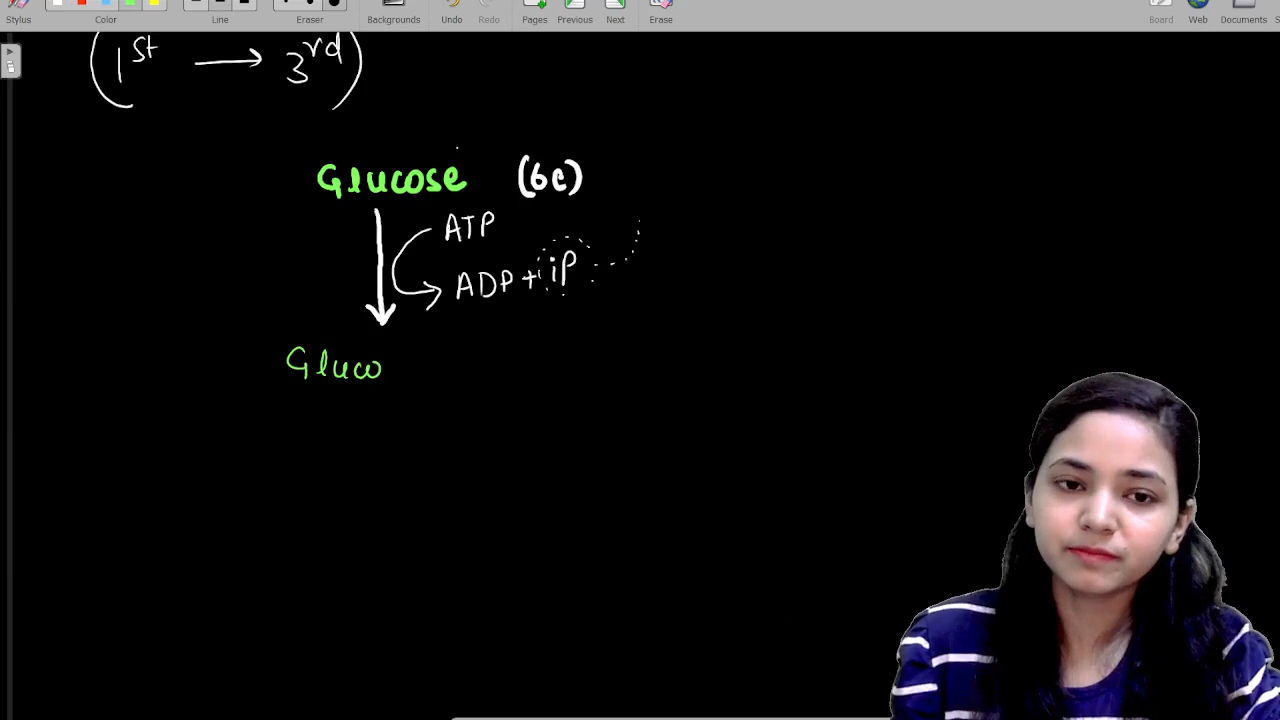 Stylus Color Line Eraser Backgrounds Undo Redo Pages Previous Next Erase Board Web Documents
(1st → 3rd)
Glucose (6c)
ATP
ADP + iP
Gluco